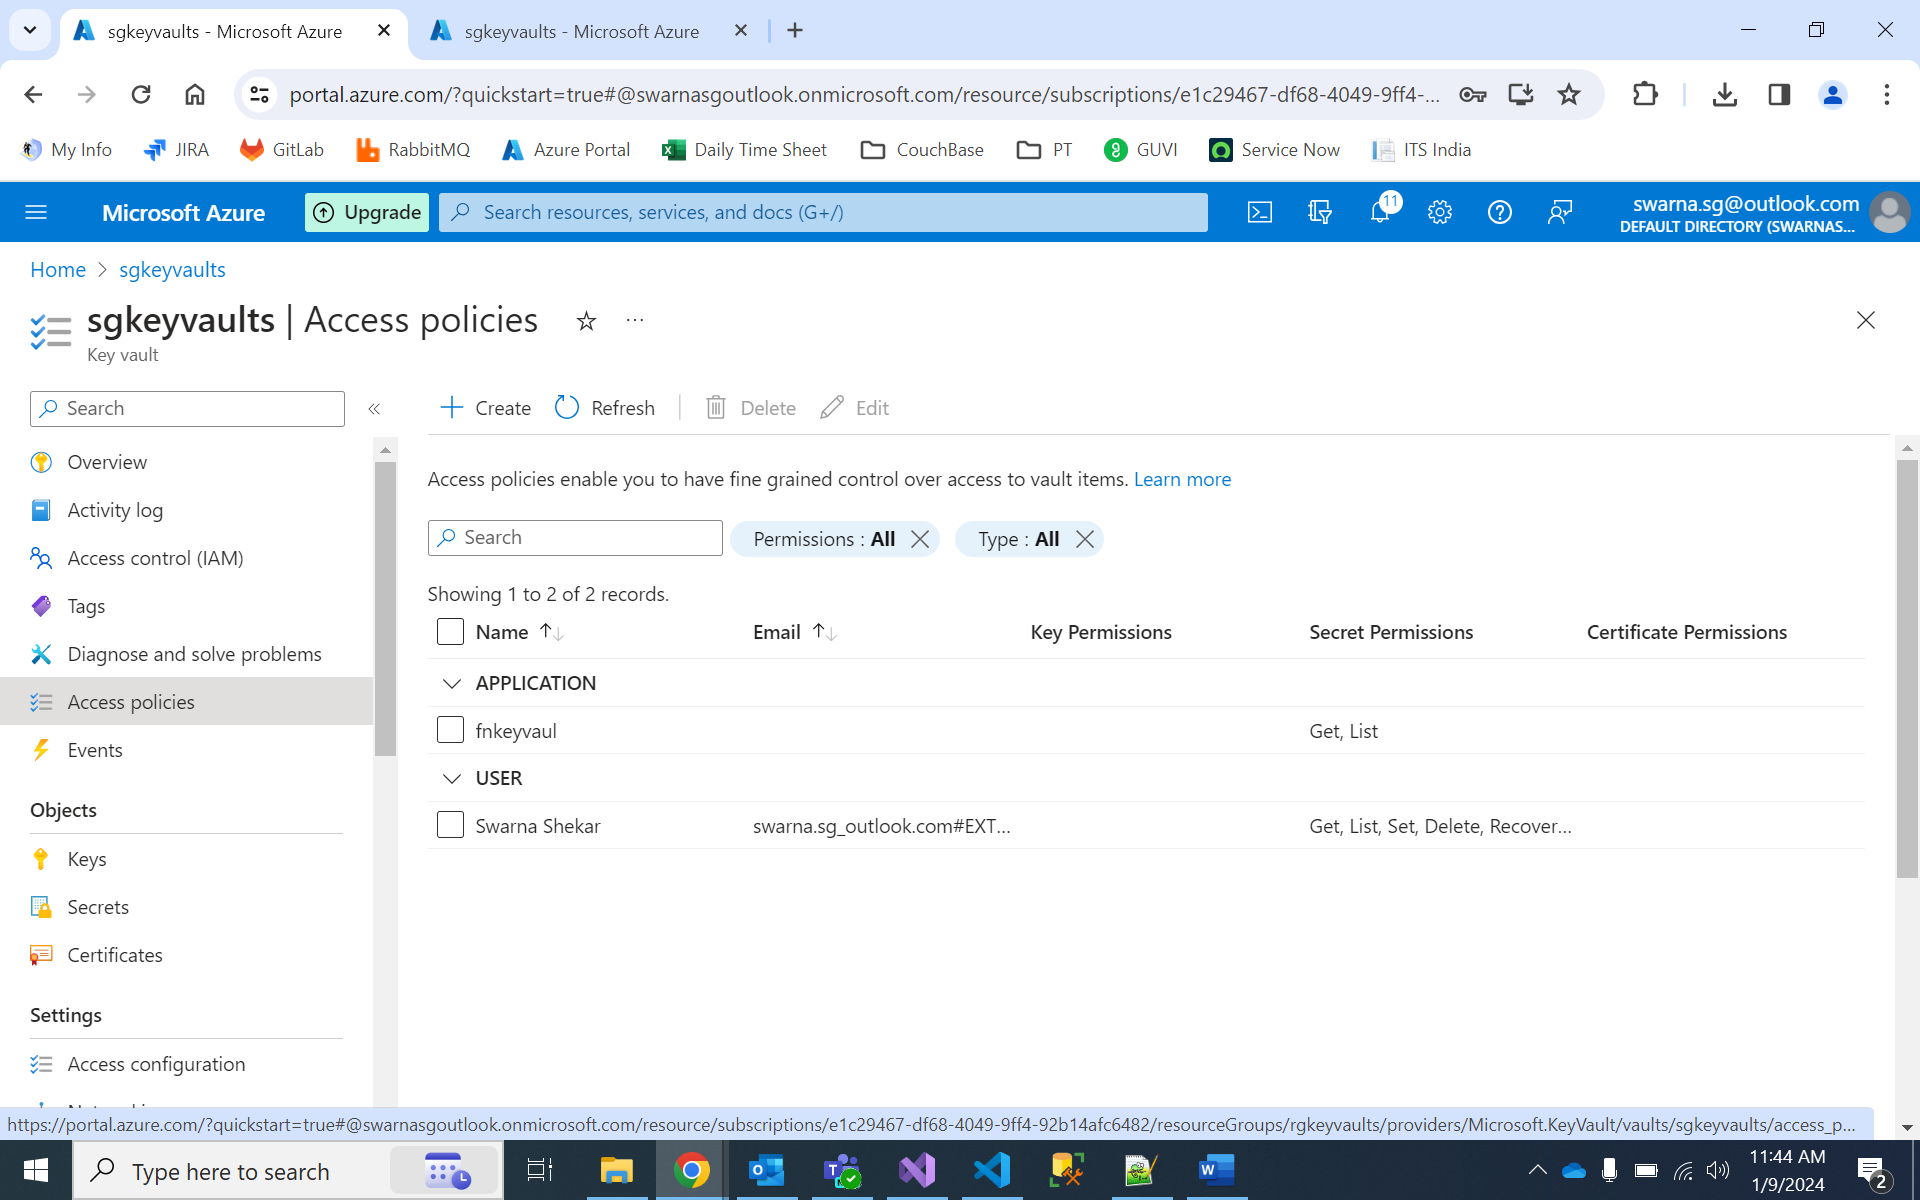 sgkeyvaults - Microsoft Azure
sgkeyvaults - Microsoft Azure
portal.azure.com/?quickstart=true#@swarnasgoutlook.onmicrosoft.com/resource/subscriptions/e1c29467-df68-4049-9ff4-...
My Info
JIRA
GitLab
RabbitMQ
Azure Portal
Daily Time Sheet
CouchBase
PT
GUVI
Service Now
ITS India
Microsoft Azure
Upgrade
Search resources, services, and docs (G+/)
11
swarna.sg@outlook.com
DEFAULT DIRECTORY (SWARNAS...
Home > sgkeyvaults
sgkeyvaults | Access policies
Key vault
Search
Overview
Activity log
Access control (IAM)
Tags
Diagnose and solve problems
Access policies
Events
Objects
Keys
Secrets
Certificates
Settings
Access configuration
Create
Refresh
Delete
Edit
Access policies enable you to have fine grained control over access to vault items. Learn more
Search
Permissions : All
Type : All
Showing 1 to 2 of 2 records.
Name Email Key Permissions Secret Permissions Certificate Permissions
APPLICATION
fnkeyvaul Get, List
USER
Swarna Shekar swarna.sg_outlook.com#EXT... Get, List, Set, Delete, Recover...
https://portal.azure.com/?quickstart=true#@swarnasgoutlook.onmicrosoft.com/resource/subscriptions/e1c29467-df68-4049-9ff4-92b14afc6482/resourceGroups/rgkeyvaults/providers/Microsoft.KeyVault/vaults/sgkeyvaults/access_p...
Type here to search
11:44 AM
1/9/2024
2